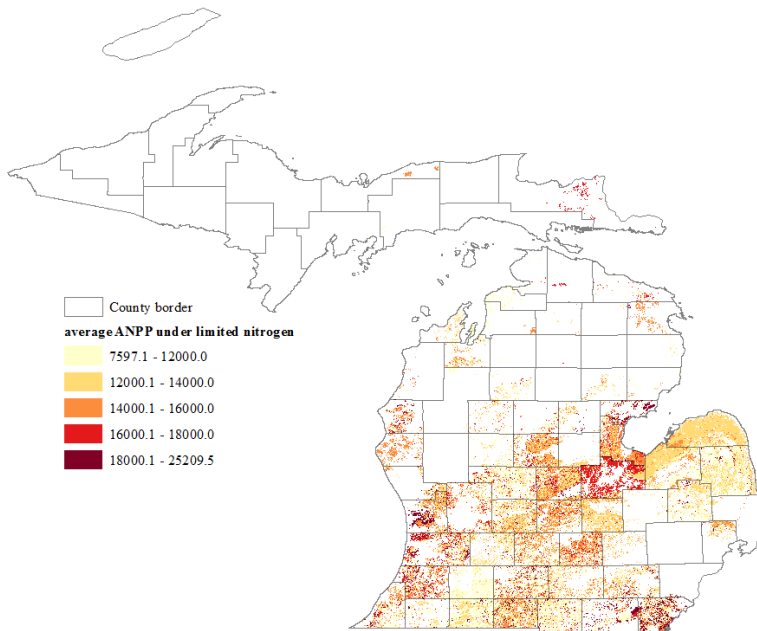 County border
average ANPP under limited nitrogen
7597.1 - 12000.0
12000.1 - 14000.0
14000.1 - 16000.0
16000.1 - 18000.0
18000.1 - 25209.5